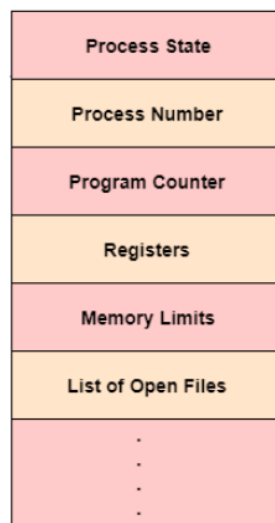 Process State
Process Number
Program Counter
Registers
Memory Limits
List of Open Files
.
.
.
.